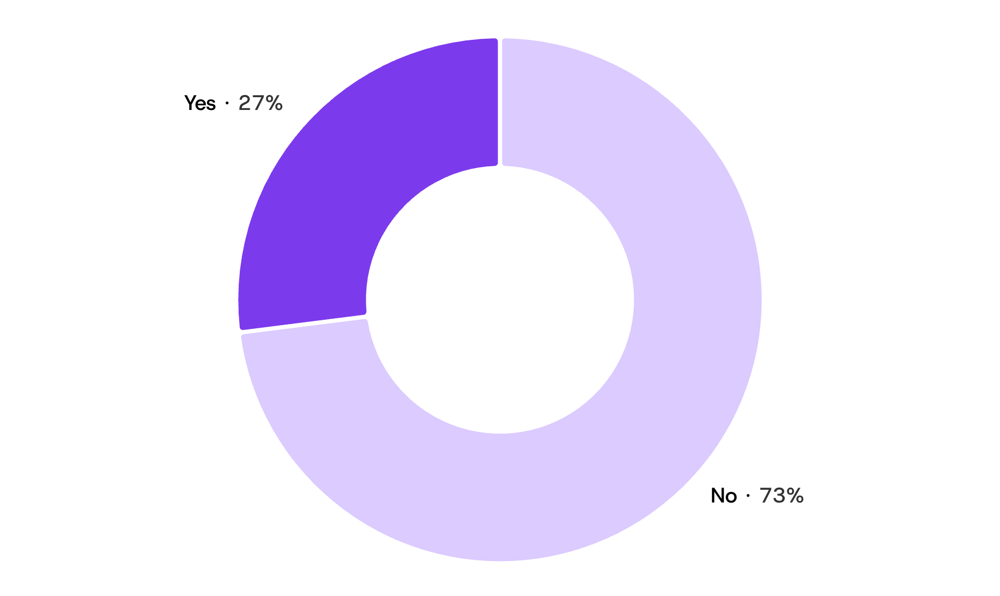 Yes · 27%
No · 73%